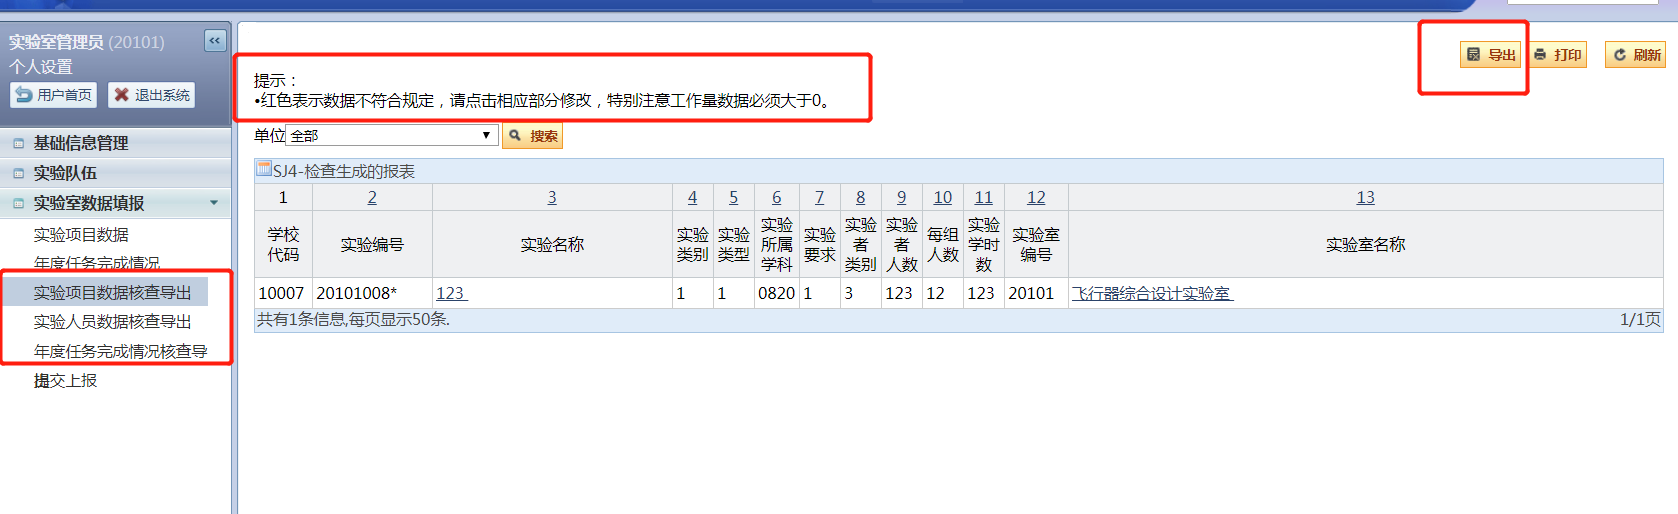 实验室管理员 (20101)
个人设置
用户首页 退出系统
基础信息管理
实验队伍
实验室数据填报
实验项目数据
年度任务完成情况
实验项目数据核查导出
实验人员数据核查导出
年度任务完成情况核查导
提交上报
导出 打印 刷新
提示：
•红色表示数据不符合规定，请点击相应部分修改，特别注意工作量数据必须大于0。
单位 全部 搜索
SJ4-检查生成的报表
1 2 3 4 5 6 7 8 9 10 11 12 13
学校代码 实验编号 实验名称 实验类别 实验类型 实验所属学科 实验要求 实验者类别 实验者人数 每组人数 实验学时数 实验室编号 实验室名称
10007 20101008* 123 1 1 0820 1 3 123 12 123 20101 飞行器综合设计实验室
共有1条信息,每页显示50条. 1/1页